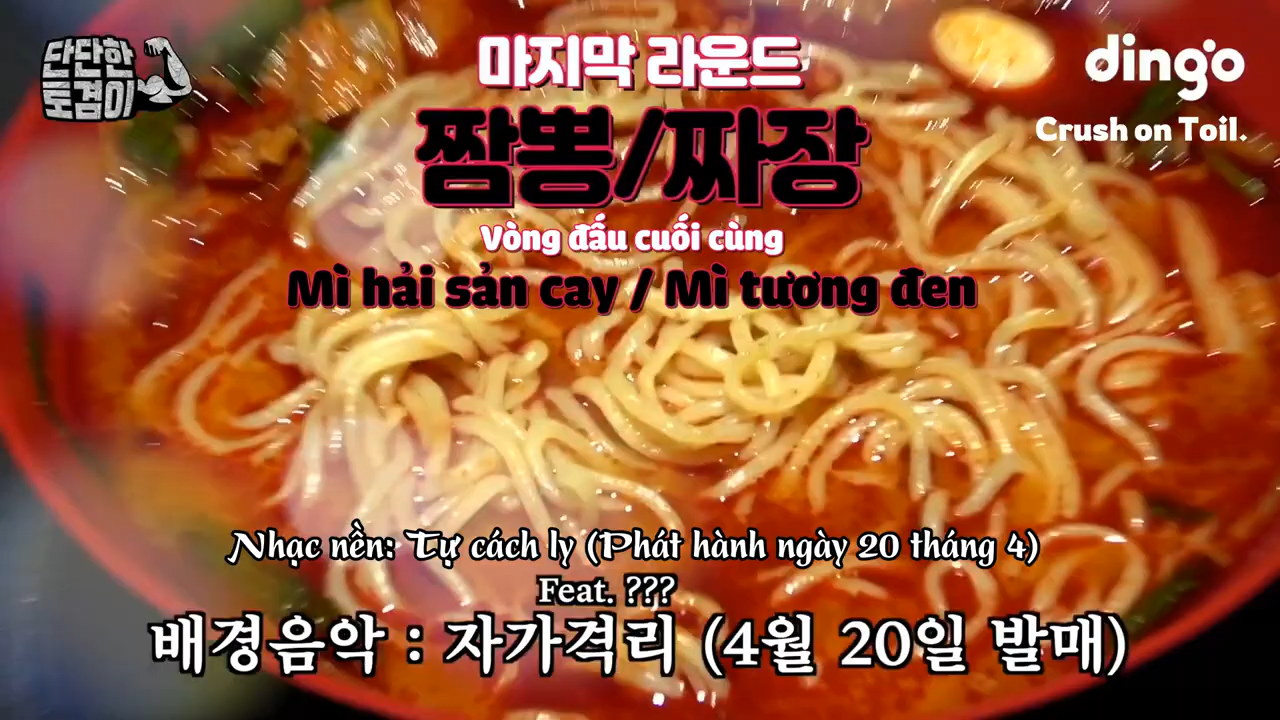 단단한
토겸이
dingo
Crush on Toil.
마지막 라운드
짬뽕/짜장
Vòng đấu cuối cùng
Mì hải sản cay / Mì tương đen
Nhạc nền: Tự cách ly (Phát hành ngày 20 tháng 4)
Feat. ???
배경음악 : 자가격리 (4월 20일 발매)